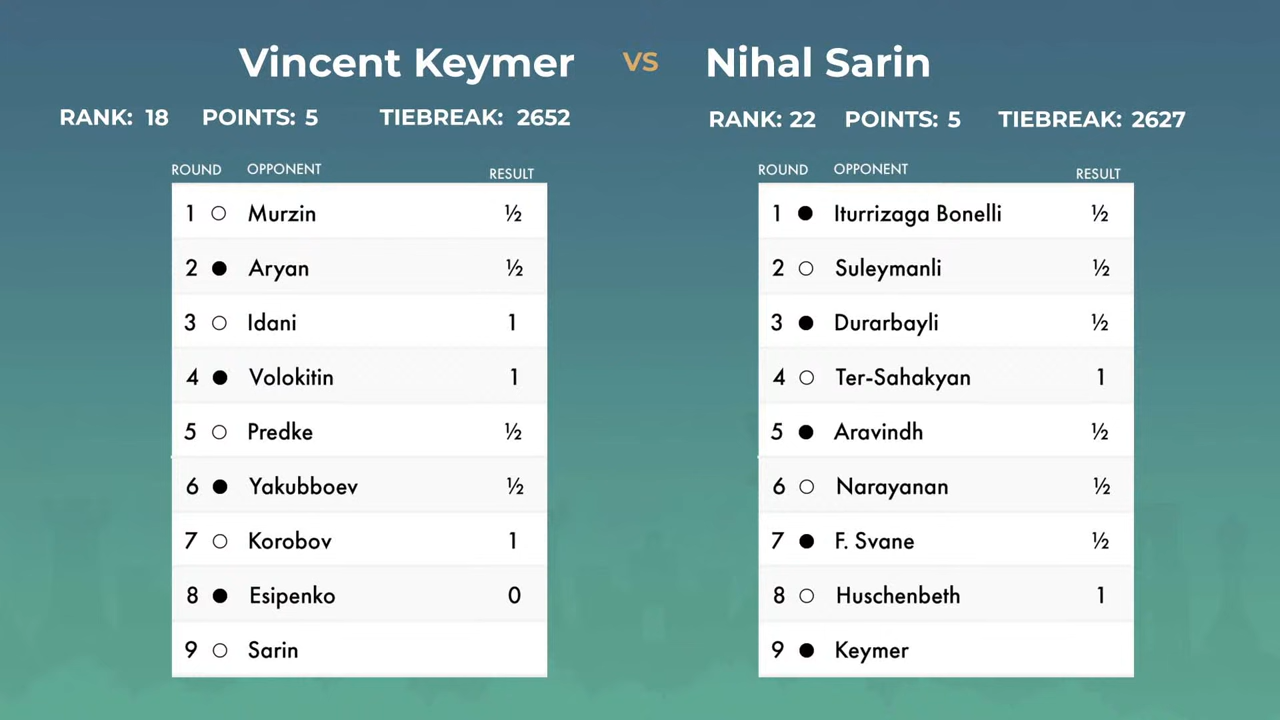 Vincent Keymer VS Nihal Sarin
RANK: 18 POINTS: 5 TIEBREAK: 2652
RANK: 22 POINTS: 5 TIEBREAK: 2627
ROUND OPPONENT RESULT
1 Murzin ½
2 Aryan ½
3 Idani 1
4 Volokitin 1
5 Predke ½
6 Yakubboev ½
7 Korobov 1
8 Esipenko 0
9 Sarin
ROUND OPPONENT RESULT
1 Iturrizaga Bonelli ½
2 Suleymanli ½
3 Durarbayli ½
4 Ter-Sahakyan 1
5 Aravindh ½
6 Narayanan ½
7 F. Svane ½
8 Huschenbeth 1
9 Keymer